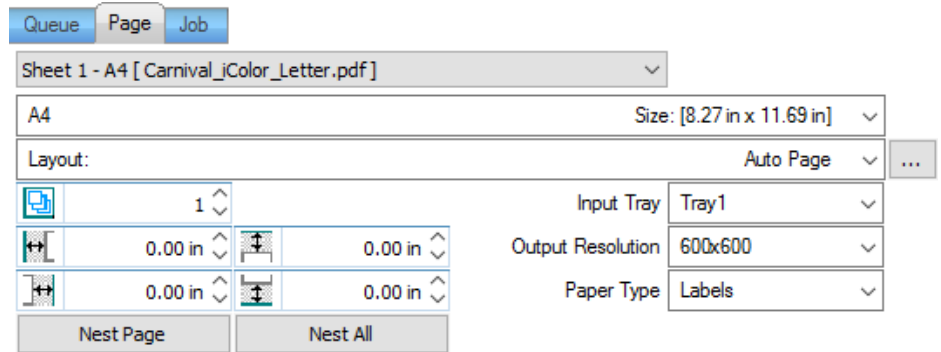 Queue Page Job
Sheet 1 - A4 [ Carnival_iColor_Letter.pdf ]
A4 Size: [8.27 in x 11.69 in]
Layout: Auto Page ...
1 Input Tray Tray1
0.00 in 0.00 in Output Resolution 600x600
0.00 in 0.00 in Paper Type Labels
Nest Page Nest All